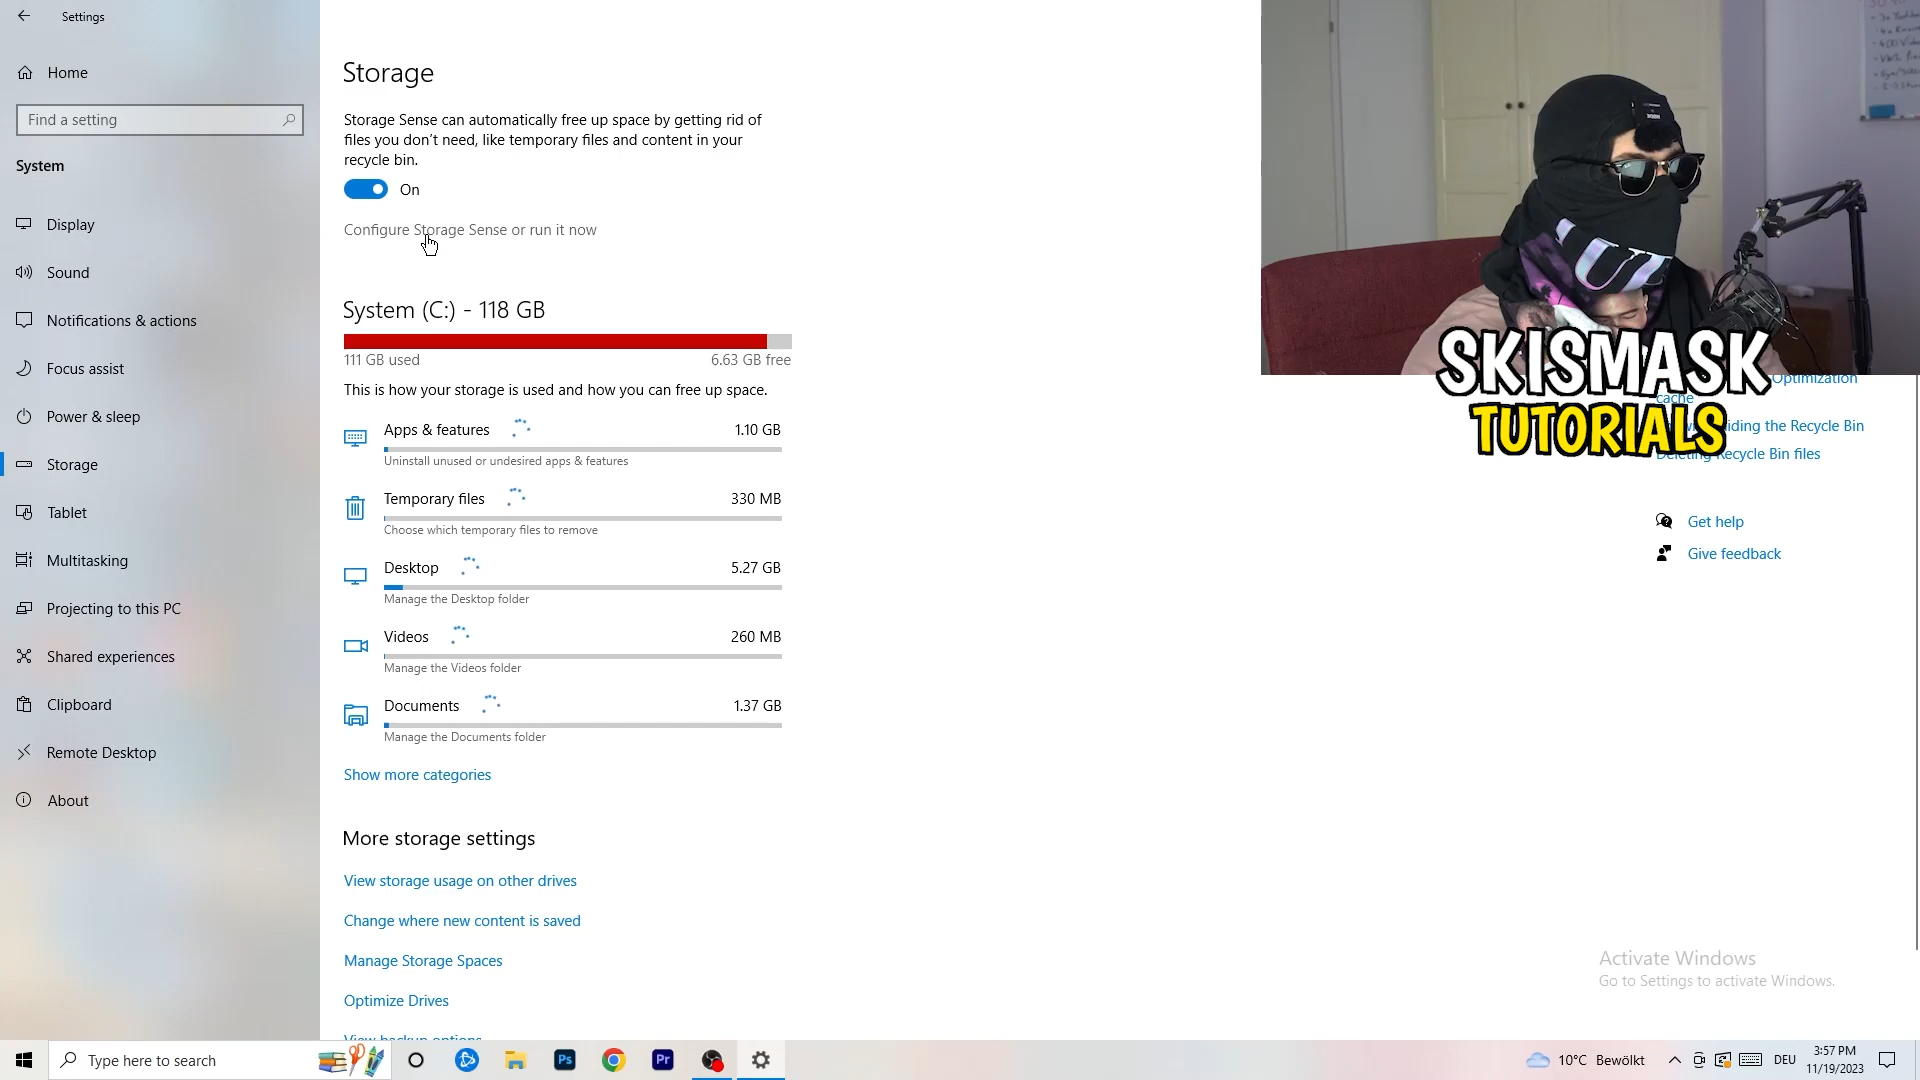 Settings
Home
Find a setting
System
Display
Sound
Notifications & actions
Focus assist
Power & sleep
Storage
Tablet
Multitasking
Projecting to this PC
Shared experiences
Clipboard
Remote Desktop
About
Storage
Storage Sense can automatically free up space by getting rid of
files you don't need, like temporary files and content in your
recycle bin.
On
Configure Storage Sense or run it now
System (C:) - 118 GB
111 GB used 6.63 GB free
This is how your storage is used and how you can free up space.
Apps & features 1.10 GB
Uninstall unused or undesired apps & features
Temporary files 330 MB
Choose which temporary files to remove
Desktop 5.27 GB
Manage the Desktop folder
Videos 260 MB
Manage the Videos folder
Documents 1.37 GB
Manage the Documents folder
Show more categories
More storage settings
View storage usage on other drives
Change where new content is saved
Manage Storage Spaces
Optimize Drives
View backup options
SKISMASK
TUTORIALS
Optimization
cache
the Recycle Bin
Recycle Bin files
Get help
Give feedback
Activate Windows
Go to Settings to activate Windows.
Type here to search
Ps
Pr
10°C Bewölkt
DEU
3:57 PM
11/19/2023